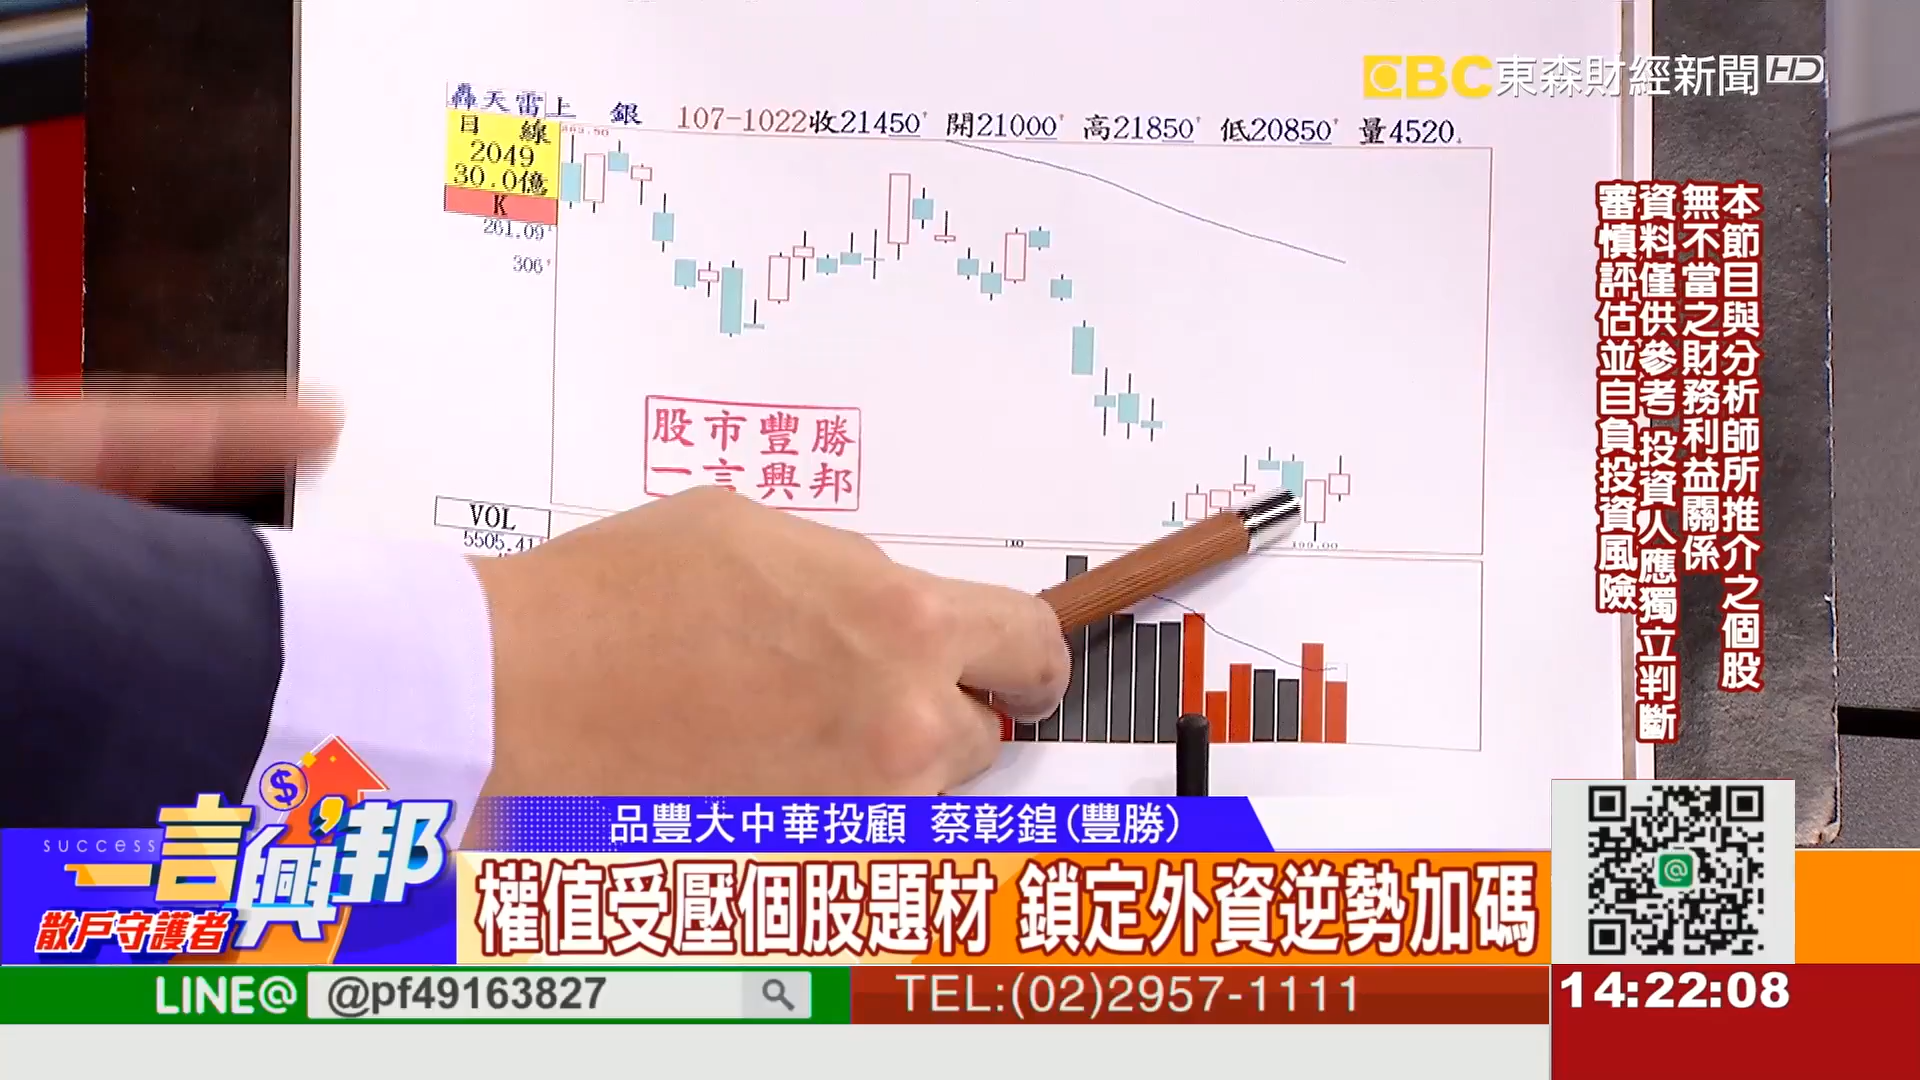 EBC東森財經新聞HD
轟天雷上 銀 107-1022收21450 開21000 高21850 低20850 量4520
日 線
2049
30.0億
K
261.09
306
股市豐勝
一言興邦
VOL
5505.41
本節目與分析師所推介之個股
無不當之財務利益關係
資料僅供參考 投資人應獨立判斷
審慎評估並自負投資風險
$
success
一言興邦
散戶守護者
品豐大中華投顧 蔡彰鍠(豐勝)
權值受壓個股題材 鎖定外資逆勢加碼
@
LINE@ @pf49163827
TEL:(02)2957-1111
14:22:08